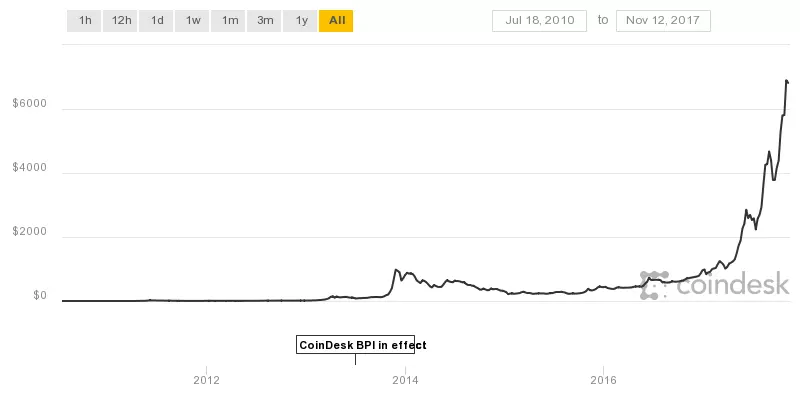 1h 12h 1d 1w 1m 3m 1y All Jul 18, 2010 to Nov 12, 2017
$6000
$4000
$2000
$0
coindesk
CoinDesk BPI in effect
2012 2014 2016